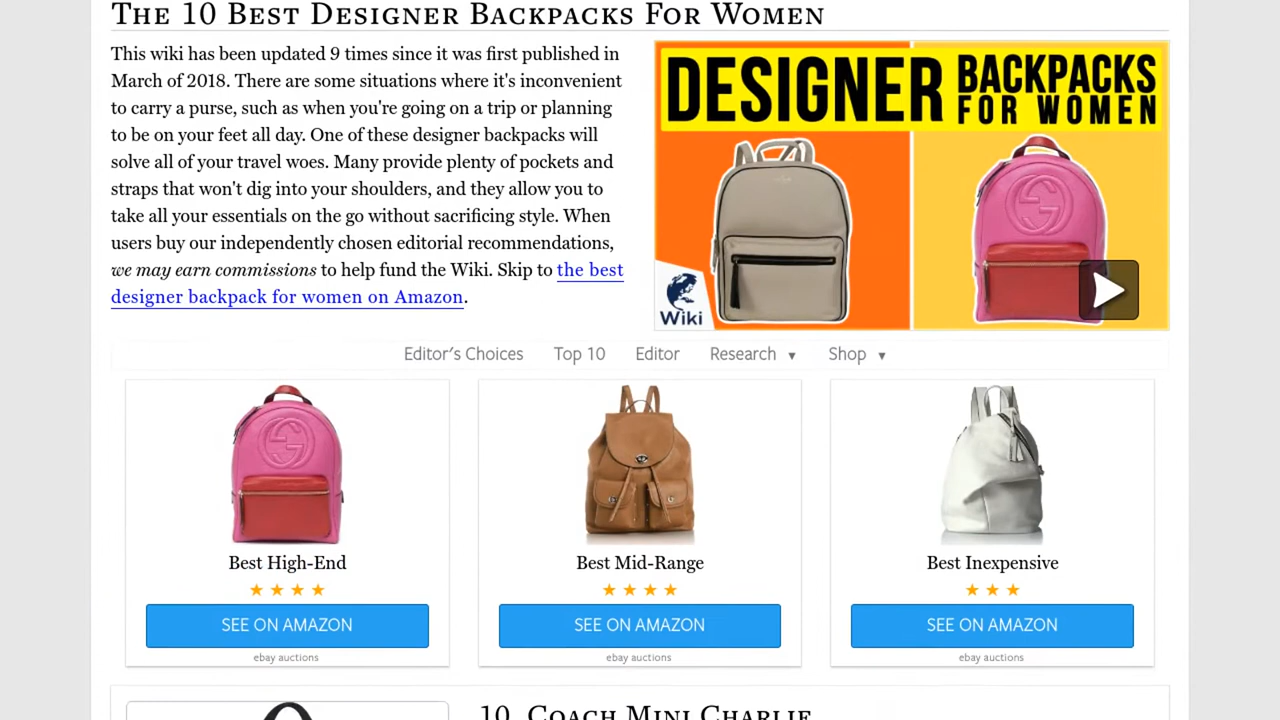 The 10 Best Designer Backpacks For Women
This wiki has been updated 9 times since it was first published in
March of 2018. There are some situations where it's inconvenient
to carry a purse, such as when you're going on a trip or planning
to be on your feet all day. One of these designer backpacks will
solve all of your travel woes. Many provide plenty of pockets and
straps that won't dig into your shoulders, and they allow you to
take all your essentials on the go without sacrificing style. When
users buy our independently chosen editorial recommendations,
we may earn commissions to help fund the Wiki. Skip to the best
designer backpack for women on Amazon.
DESIGNER BACKPACKS
FOR WOMEN
Wiki
Editor's Choices Top 10 Editor Research ▼ Shop ▼
Best High-End
★ ★ ★ ★
SEE ON AMAZON
ebay auctions
Best Mid-Range
★ ★ ★ ★
SEE ON AMAZON
ebay auctions
Best Inexpensive
★ ★ ★
SEE ON AMAZON
ebay auctions
10. Coach Mini Charlie